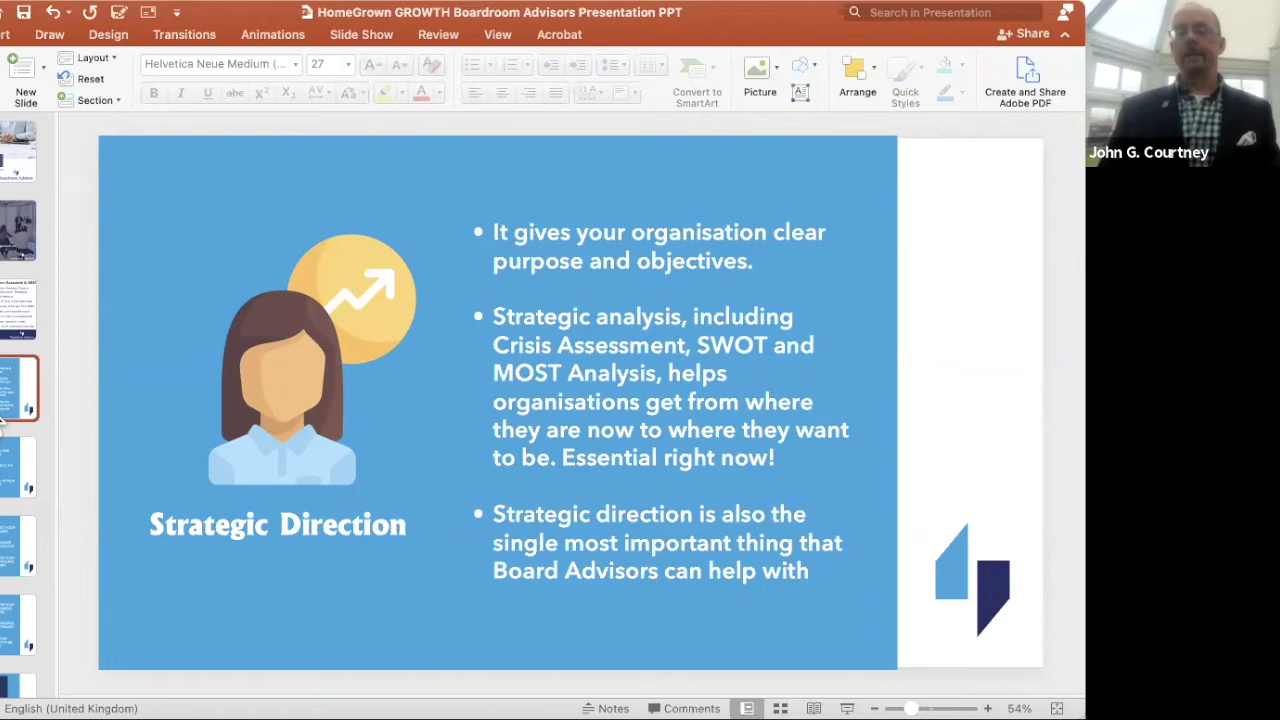 HomeGrown GROWTH Boardroom Advisors Presentation PPT
Search in Presentation
Draw Design Transitions Animations Slide Show Review View Acrobat
Share
New
Slide
Layout
Reset
Section
Helvetica Neue Medium (...
27
Convert to
SmartArt
Picture
Arrange
Quick
Styles
Create and Share
Adobe PDF
John G. Courtney
• It gives your organisation clear
purpose and objectives.
• Strategic analysis, including
Crisis Assessment, SWOT and
MOST Analysis, helps
organisations get from where
they are now to where they want
to be. Essential right now!
• Strategic direction is also the
single most important thing that
Board Advisors can help with
Strategic Direction
English (United Kingdom)
Notes
Comments
54%